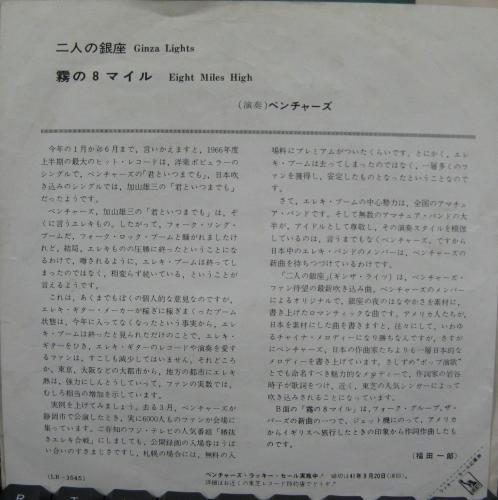 二人の銀座 Ginza Lights
霧の8マイル Eight Miles High
(演奏)ベンチャーズ
今年の1月から6月まで、言いかえますと、1966年度
上半期の最大のヒット・レコードは、洋楽ポピュラーの
シングルで、ベンチャーズの「君といつまでも」、日本吹
き込みのシングルでは、加山雄三の「君といつまでも」
だったようです。
ベンチャーズ、加山雄三の「君といつまでも」は、ぞ
くに言うエレキもの。したがって、フォーク・ソング・
ブームだ、フォーク・ロック・ブームと騒がれましたけ
れど、結局、エレキものの圧勝に終ったということにな
るわけで、噂されるように、エレキ・ブームは終ってし
まったのではなく、相変らず続いている、ということが
言えるようです。
これは、あくまでもぼくの個人的な意見なのですが、
エレキ・ギター・メーカーが稼ぎに稼ぎまくったブーム
状態は、今年に入ってなくなったという事実から、エレ
キ・ブームは終ったと見られただけのことで、エレキ・
ギターをひき、エレキ・ギターのレコードや演奏を愛す
るファンは、すこしも減少してはいません。それどころ
か、東京、大阪などの大都市から、地方の都市にエレキ
熱は、強力にしんとうしていって、ファンの実数では、
むしろ相当の増加を示しています。
実例を上げてみましょう。去る3月、ベンチャーズが
静岡市で公演したとき、実に6000人ものファンが会場に
集っています。ご存知のフジ・テレビの人気番組「勝抜
きエレキ合戦」にしましても、公開録画の入場券はうば
い合いのすさまじさですし、札幌の場合には、無料の入
場料にプレミアムがついたくらいです。とにかく、エレ
キ・ブームは去ってしまったのではなく、一層多くのフ
ァンを獲得し、安定したものとなったということなので
す。
さて、エレキ・ブームの中心勢力は、全国のアマチュ
ア・バンドです。そして無数のアマチュア・バンドの大
半が、アイドルとして尊敬し、その演奏スタイルを模倣
しているのは、言うまでもなくベンチャーズ。ですから
日本中のエレキ・バンドのメンバーは、ベンチャーズの
新曲を待ちつづけているわけです。
「二人の銀座」(ギンザ・ライツ)は、ベンチャーズ・
ファン待望の最新吹き込み曲。ベンチャーズのメンバー
によるオリジナルで、銀座の夜のはなやかさを素材に、
書き上げたロマンティックな曲です。アメリカ人たちが、
日本を素材にした曲を書きますと、往々にして、いわゆ
るチャイナ・メロディーになり勝ちなんですが、さすが
にベンチャーズ、日本の作曲家たちよりも一層日本的な
メロディーを書き上げています。さしずめ“ポップ演歌”
とでも命名すべき魅力的なメロディーで、作詞家の岩谷
時子が歌詞をつけ、近く、東芝の人気シンガーによって
吹き込まれることになっています。
B面の「霧の8マイル」は、フォーク・グループ、ザ・
バーズの新曲の一つで、ジェット機にのって、アメリカ
からイギリスへ旅行したときの印象から作詞作曲したも
のです。
(福田一郎)
(LR-1545)
ベンチャーズ・ラッキー・セール実施中!
締切は41年9月20日(消印)。
詳細はお近くの東芝レコード特約店でどうぞ